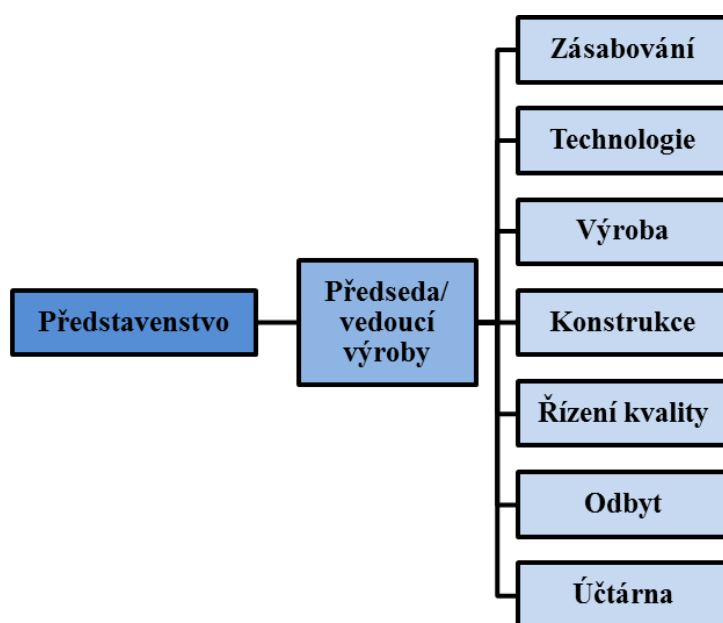 Představenstvo
Předseda/
vedoucí
výroby
Zásabování
Technologie
Výroba
Konstrukce
Řízení kvality
Odbyt
Účtárna